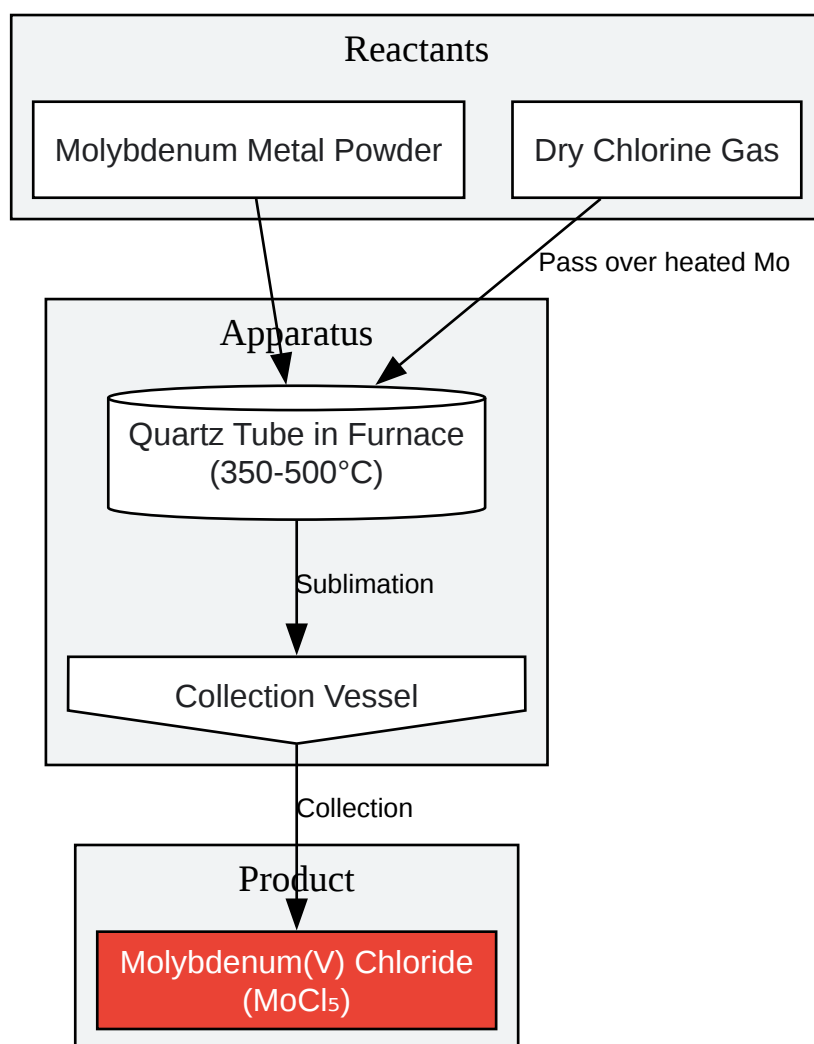 Reactants
Molybdenum Metal Powder
Dry Chlorine Gas
Pass over heated Mo
Apparatus
Quartz Tube in Furnace
(350-500°C)
Sublimation
Collection Vessel
Collection
Product
Molybdenum(V) Chloride
(MoCl₅)